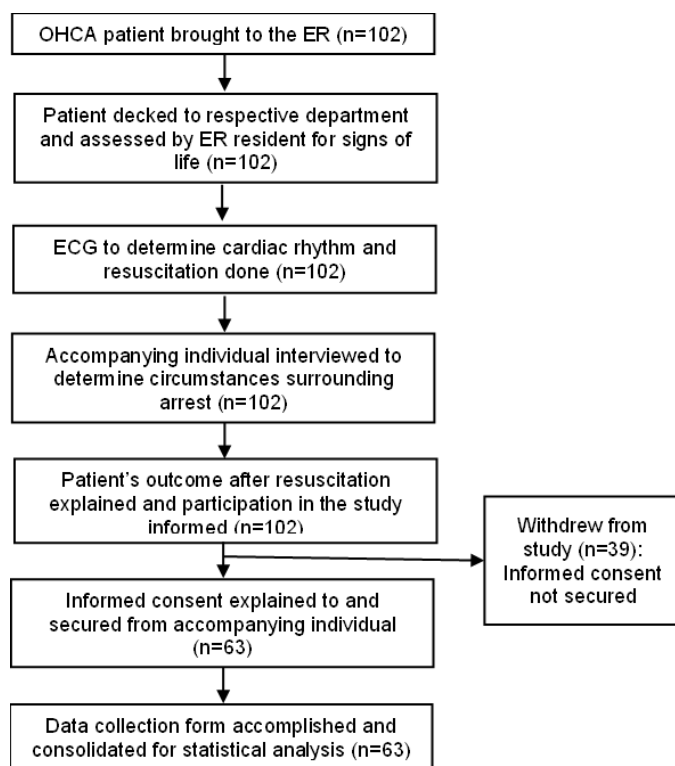 OHCA patient brought to the ER (n=102)
Patient decked to respective department
and assessed by ER resident for signs of
life (n=102)
ECG to determine cardiac rhythm and
resuscitation done (n=102)
Accompanying individual interviewed to
determine circumstances surrounding
arrest (n=102)
Patient's outcome after resuscitation
explained and participation in the study
informed (n=102)
Withdrew from
study (n=39):
Informed consent
not secured
Informed consent explained to and
secured from accompanying individual
(n=63)
Data collection form accomplished and
consolidated for statistical analysis (n=63)